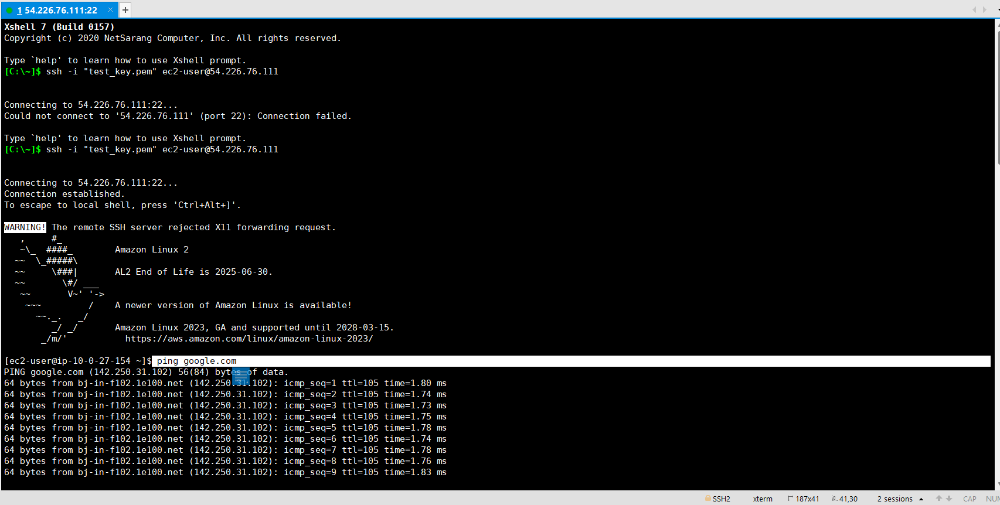 1 54.226.76.111:22 × +
Xshell 7 (Build 0157)
Copyright (c) 2020 NetSarang Computer, Inc. All rights reserved.
Type `help' to learn how to use Xshell prompt.
[C:\~]$ ssh -i "test_key.pem" ec2-user@54.226.76.111
Connecting to 54.226.76.111:22...
Could not connect to '54.226.76.111' (port 22): Connection failed.
Type `help' to learn how to use Xshell prompt.
[C:\~]$ ssh -i "test_key.pem" ec2-user@54.226.76.111
Connecting to 54.226.76.111:22...
Connection established.
To escape to local shell, press 'Ctrl+Alt+]'.
WARNING! The remote SSH server rejected X11 forwarding request.
   ,     #_
   ~\_  ####_        Amazon Linux 2
  ~~  \_#####\
  ~~     \###|       AL2 End of Life is 2025-06-30.
  ~~       \#/ ___
   ~~       V~' '->
    ~~~         /    A newer version of Amazon Linux is available!
      ~~._.   _/
         _/ _/       Amazon Linux 2023, GA and supported until 2028-03-15.
       _/m/'           https://aws.amazon.com/linux/amazon-linux-2023/
[ec2-user@ip-10-0-27-154 ~]$ ping google.com
PING google.com (142.250.31.102) 56(84) bytes of data.
64 bytes from bj-in-f102.1e100.net (142.250.31.102): icmp_seq=1 ttl=105 time=1.80 ms
64 bytes from bj-in-f102.1e100.net (142.250.31.102): icmp_seq=2 ttl=105 time=1.74 ms
64 bytes from bj-in-f102.1e100.net (142.250.31.102): icmp_seq=3 ttl=105 time=1.73 ms
64 bytes from bj-in-f102.1e100.net (142.250.31.102): icmp_seq=4 ttl=105 time=1.75 ms
64 bytes from bj-in-f102.1e100.net (142.250.31.102): icmp_seq=5 ttl=105 time=1.78 ms
64 bytes from bj-in-f102.1e100.net (142.250.31.102): icmp_seq=6 ttl=105 time=1.74 ms
64 bytes from bj-in-f102.1e100.net (142.250.31.102): icmp_seq=7 ttl=105 time=1.78 ms
64 bytes from bj-in-f102.1e100.net (142.250.31.102): icmp_seq=8 ttl=105 time=1.76 ms
64 bytes from bj-in-f102.1e100.net (142.250.31.102): icmp_seq=9 ttl=105 time=1.83 ms
SSH2 xterm 187x41 41,30 2 sessions CAP